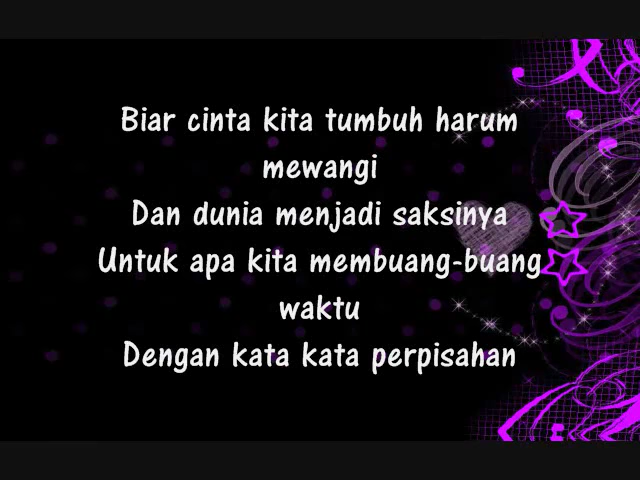 Biar cinta kita tumbuh harum
mewangi
Dan dunia menjadi saksinya
Untuk apa kita membuang-buang
waktu
Dengan kata kata perpisahan